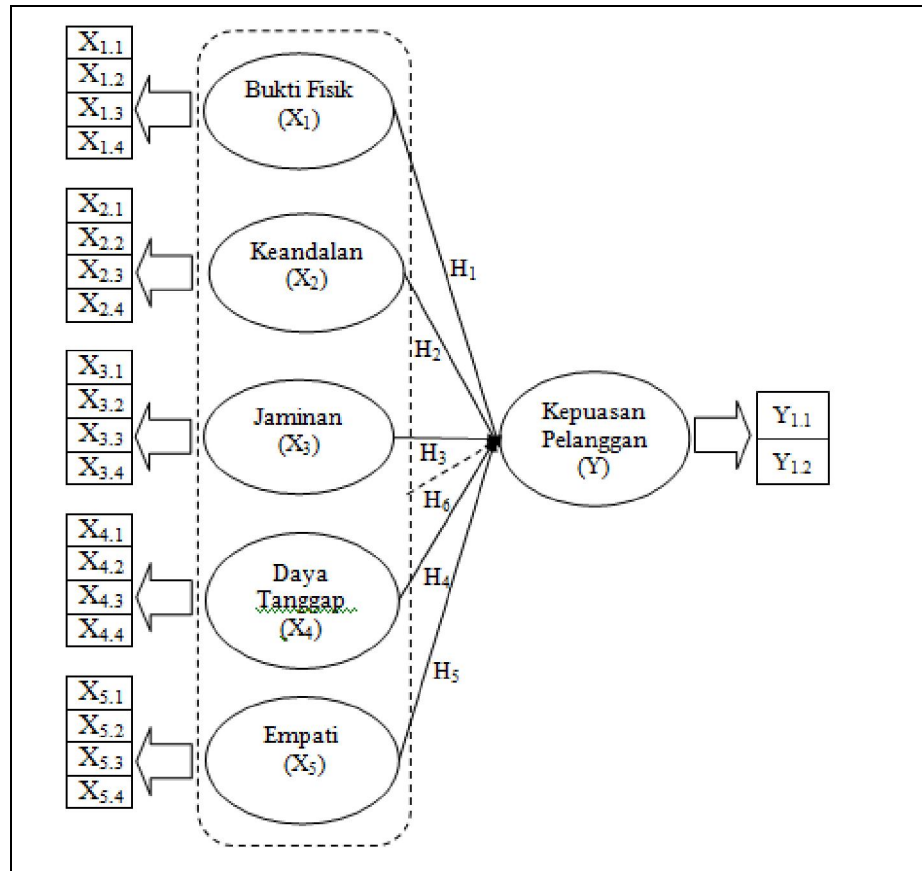 X1.1
X1.2
X1.3
X1.4
Bukti Fisik
(X1)
X2.1
X2.2
X2.3
X2.4
Keandalan
(X2)
H1
H2
X3.1
X3.2
X3.3
X3.4
Jaminan
(X3)
H3
H6
Kepuasan
Pelanggan
(Y)
Y1.1
Y1.2
X4.1
X4.2
X4.3
X4.4
Daya
Tanggap
(X4)
H4
H5
X5.1
X5.2
X5.3
X5.4
Empati
(X5)